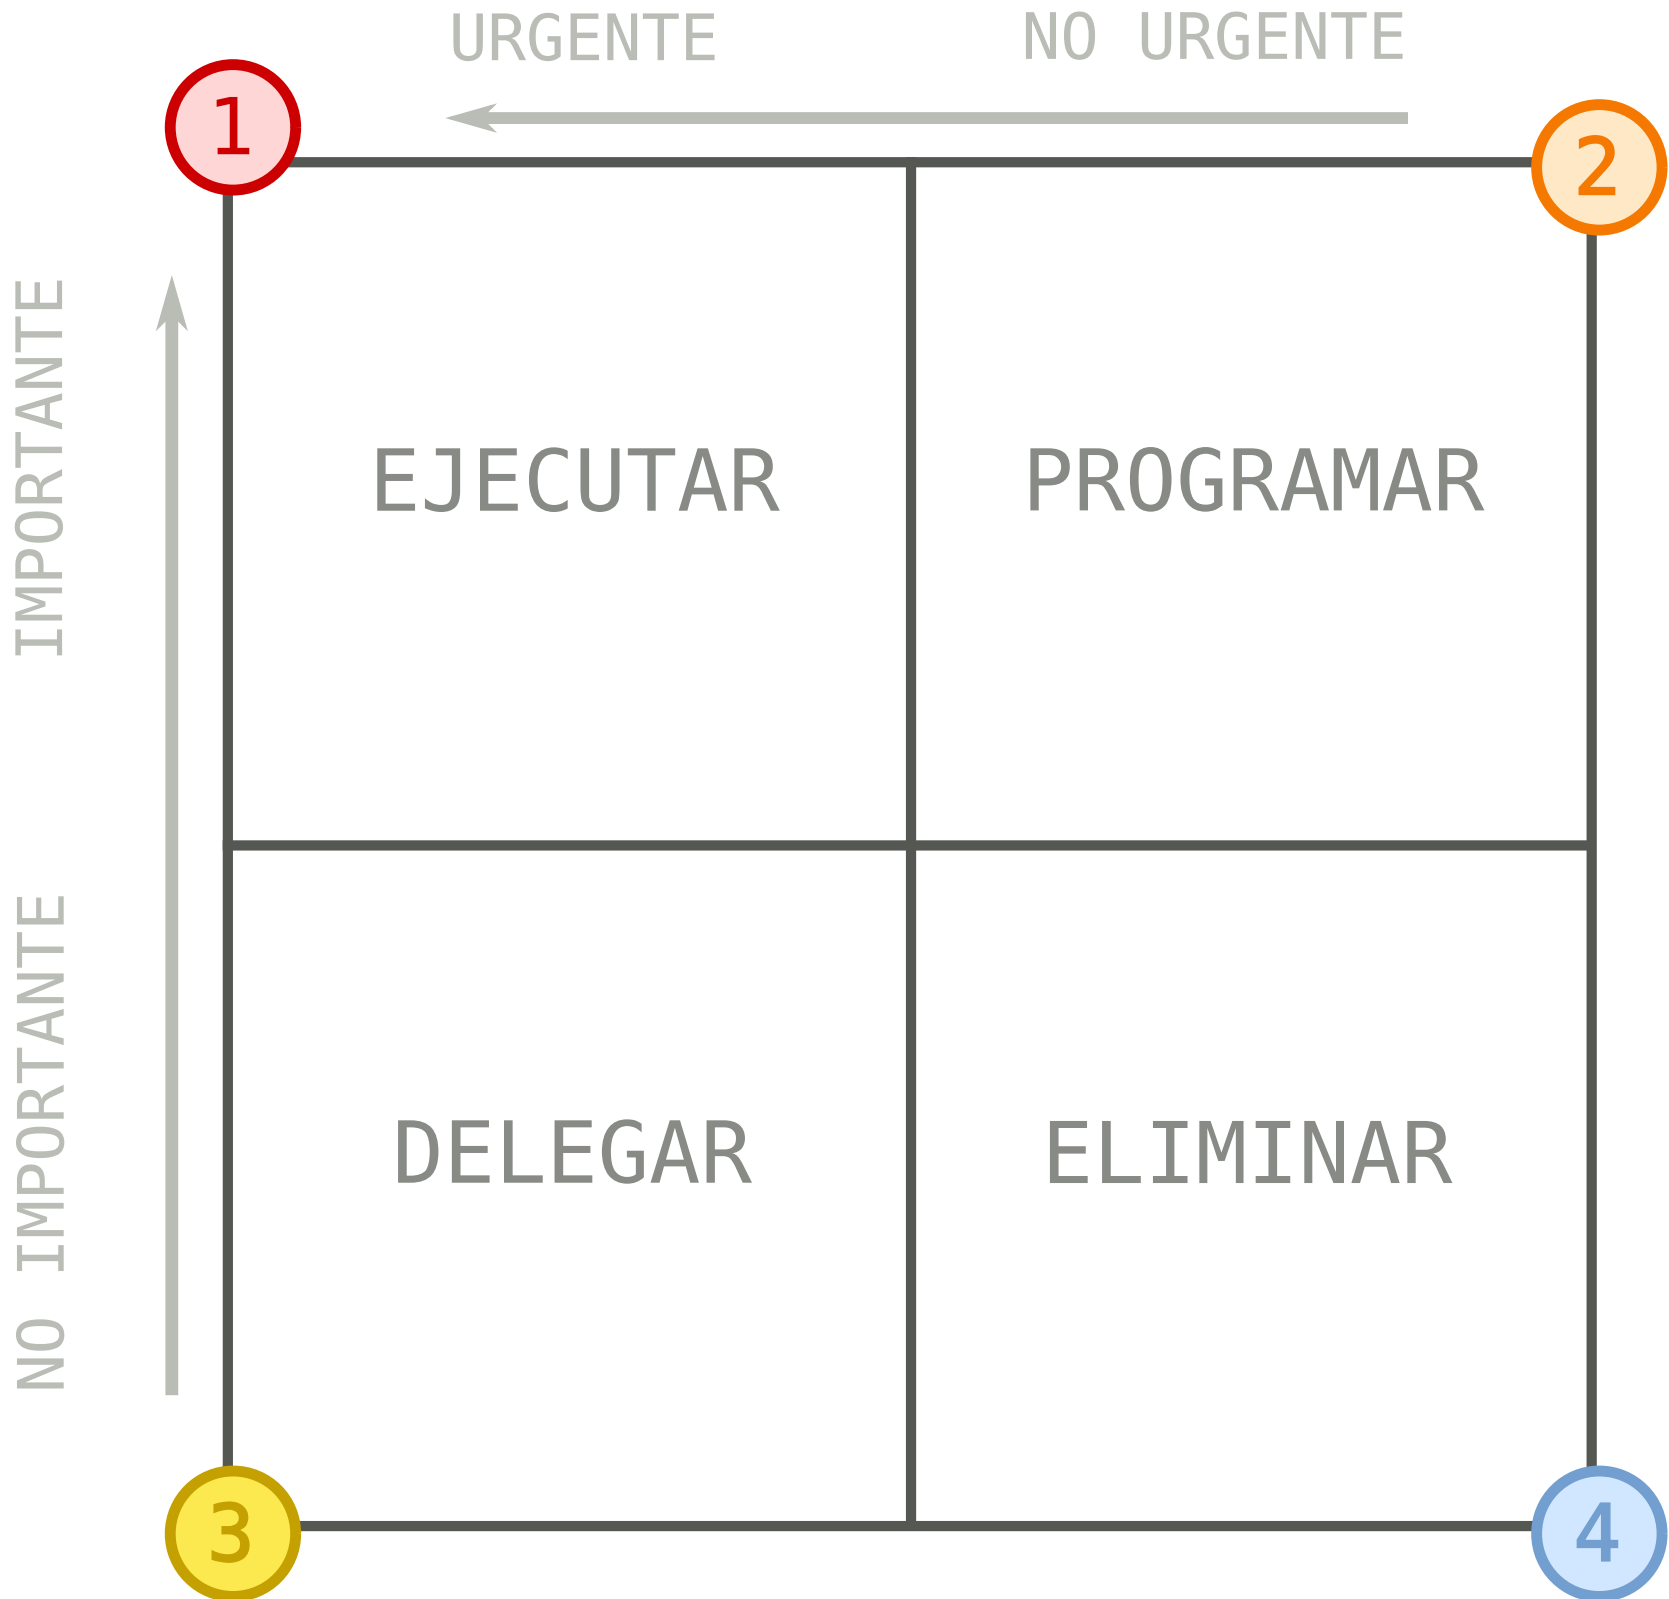 URGENTE
NO URGENTE
1
2
IMPORTANTE
EJECUTAR
PROGRAMAR
NO IMPORTANTE
DELEGAR
ELIMINAR
3
4